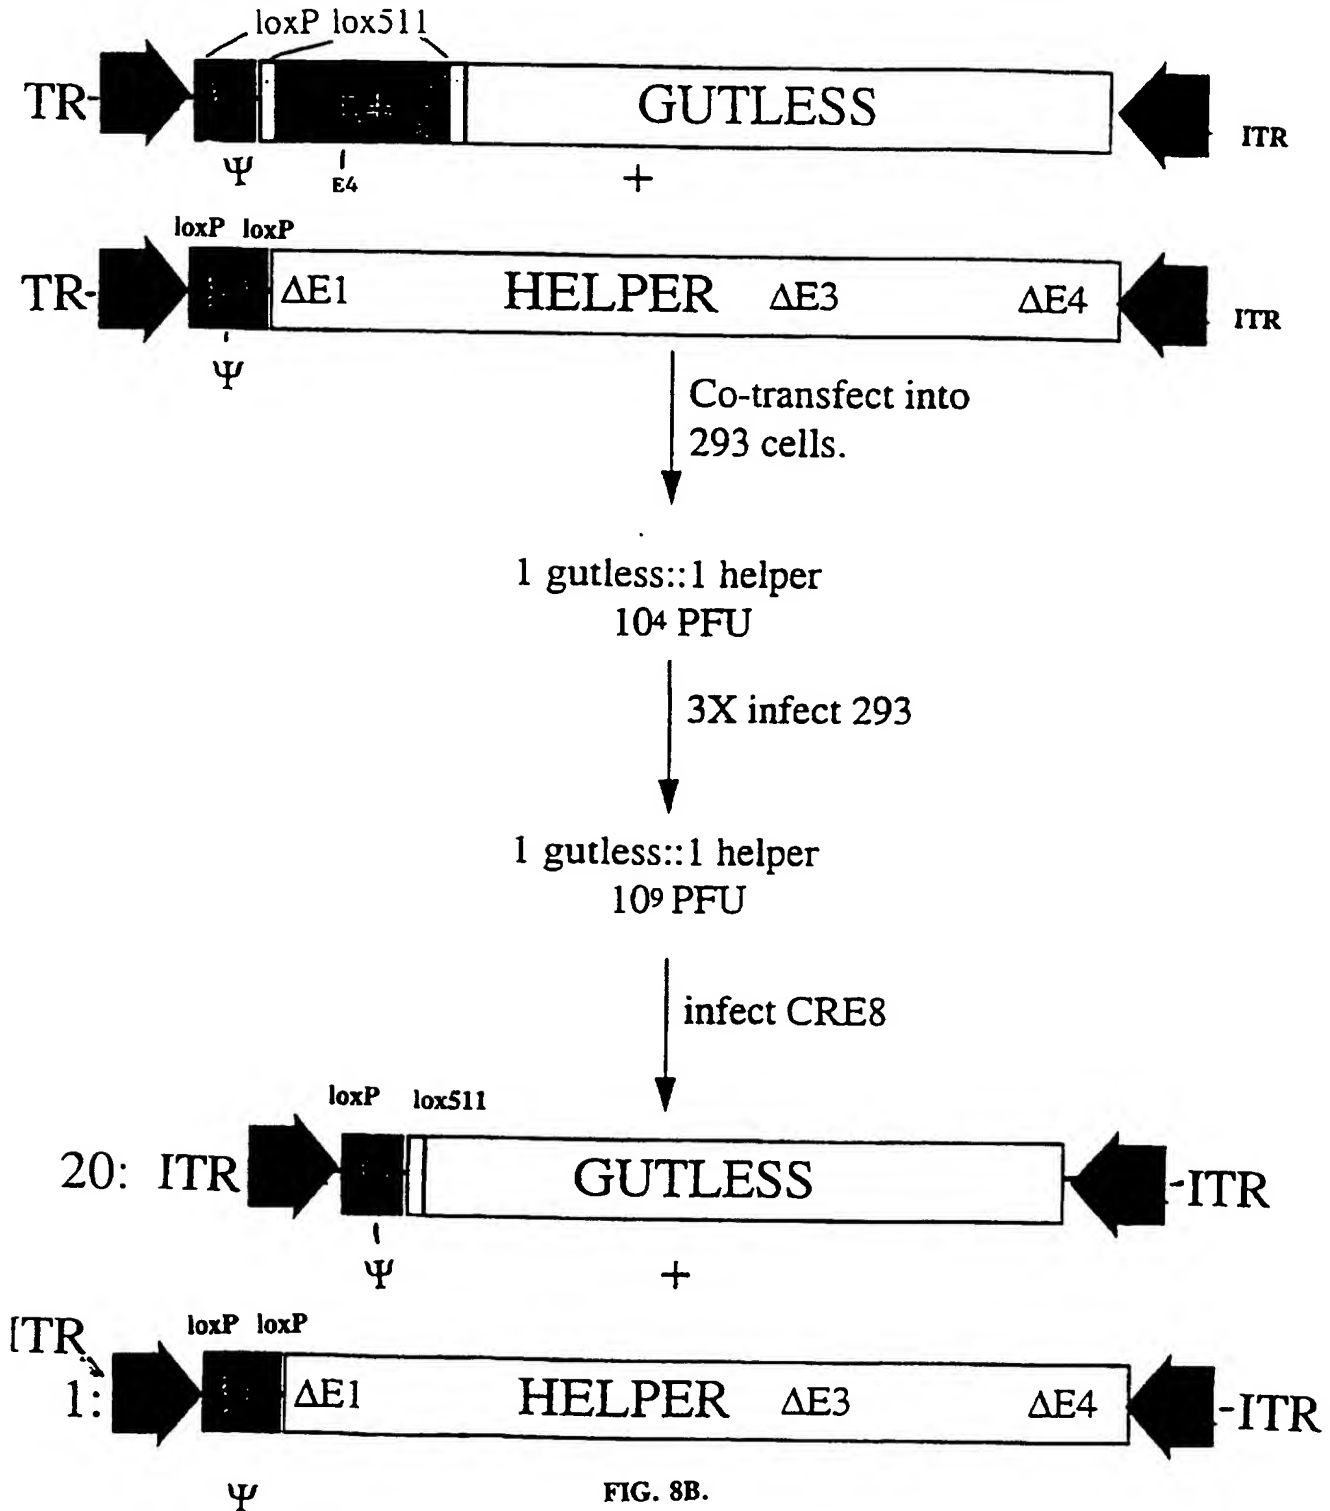 loxP lox511
TR- GUTLESS ITR
Ψ E4 +
loxP loxP
TR- ΔE1 HELPER ΔE3 ΔE4 ITR
Ψ
Co-transfect into
293 cells.
1 gutless::1 helper
10⁴ PFU
3X infect 293
1 gutless::1 helper
10⁹ PFU
infect CRE8
loxP lox511
20: ITR GUTLESS -ITR
Ψ +
ITR loxP loxP
1: ΔE1 HELPER ΔE3 ΔE4 -ITR
Ψ
FIG. 8B.